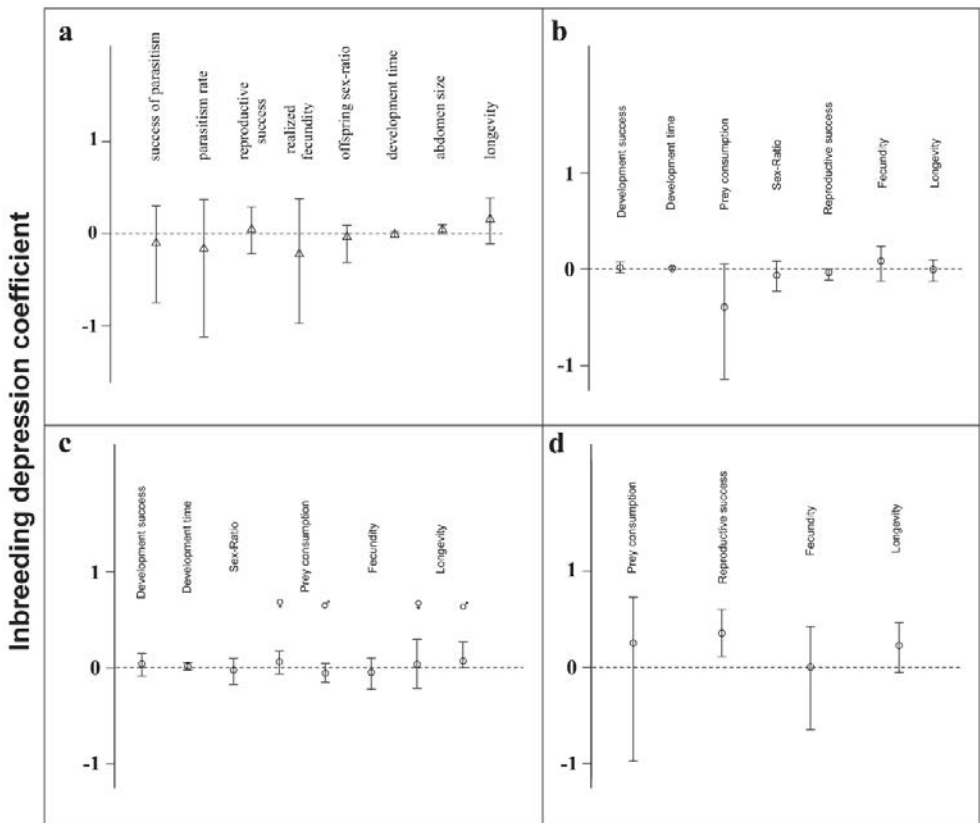 Inbreeding depression coefficient
a
success of parasitism
parasitism rate
reproductive
success
realized
fecundity
offspring sex-ratio
development time
abdomen size
longevity
1
0
-1
b
Development success
Development time
Prey consumption
Sex-Ratio
Reproductive success
Fecundity
Longevity
1
0
-1
c
Development success
Development time
Sex-Ratio
Prey consumption
Fecundity
Longevity
♀ ♂ ♀ ♂
1
0
-1
d
Prey consumption
Reproductive success
Fecundity
Longevity
1
0
-1